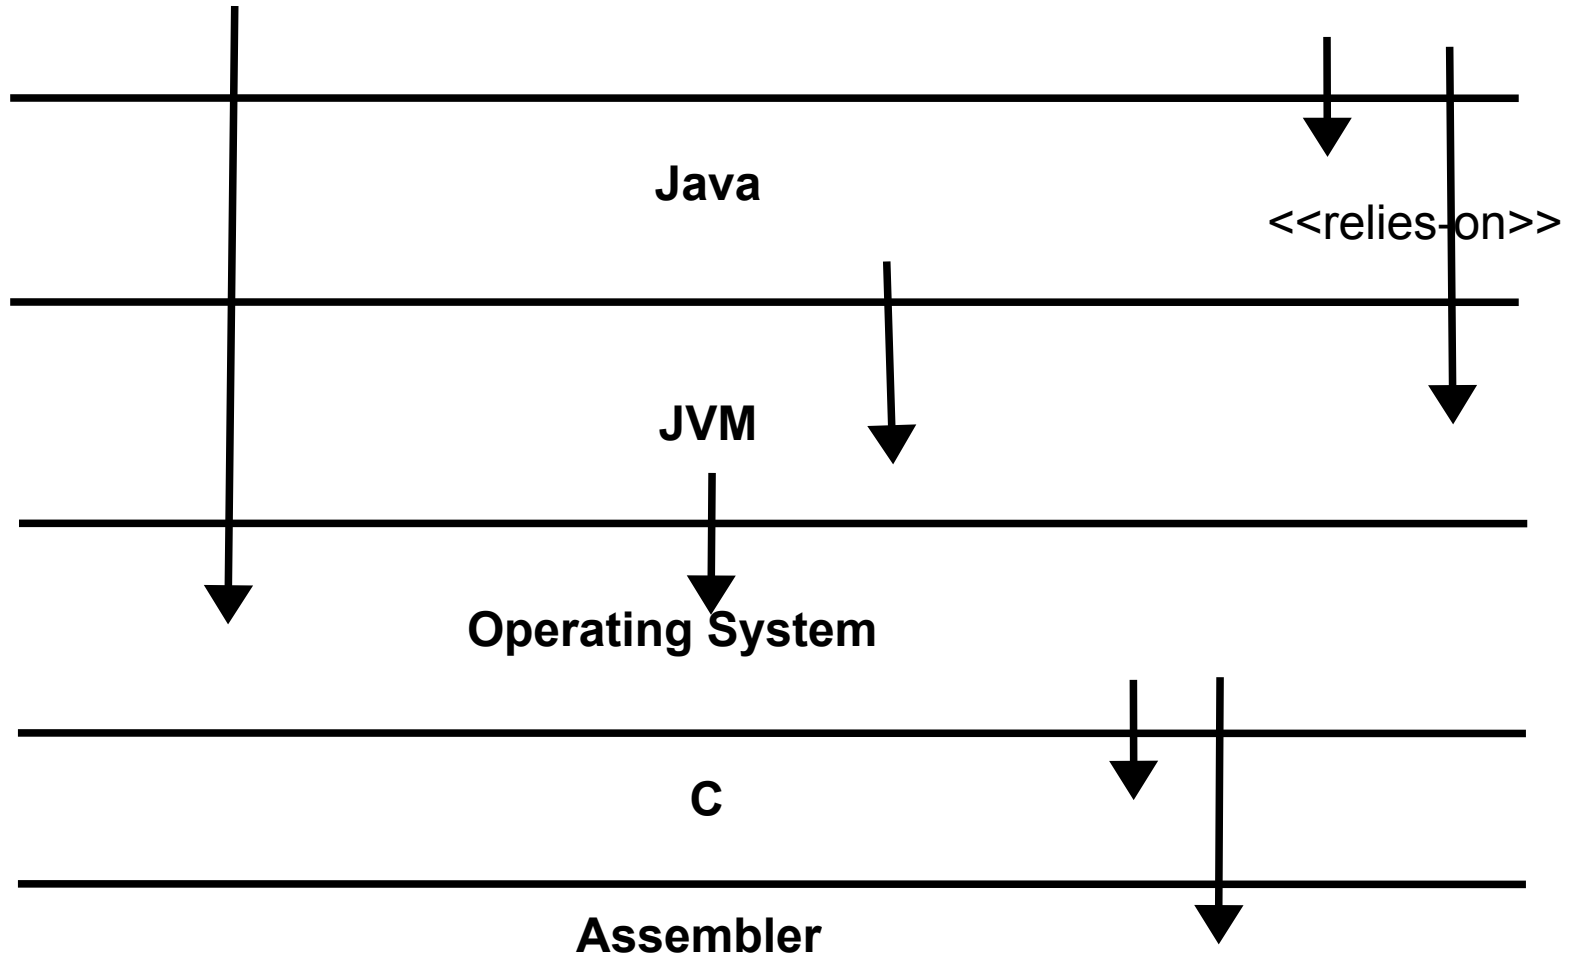 Java
<<relies-on>>
JVM
Operating System
C
Assembler